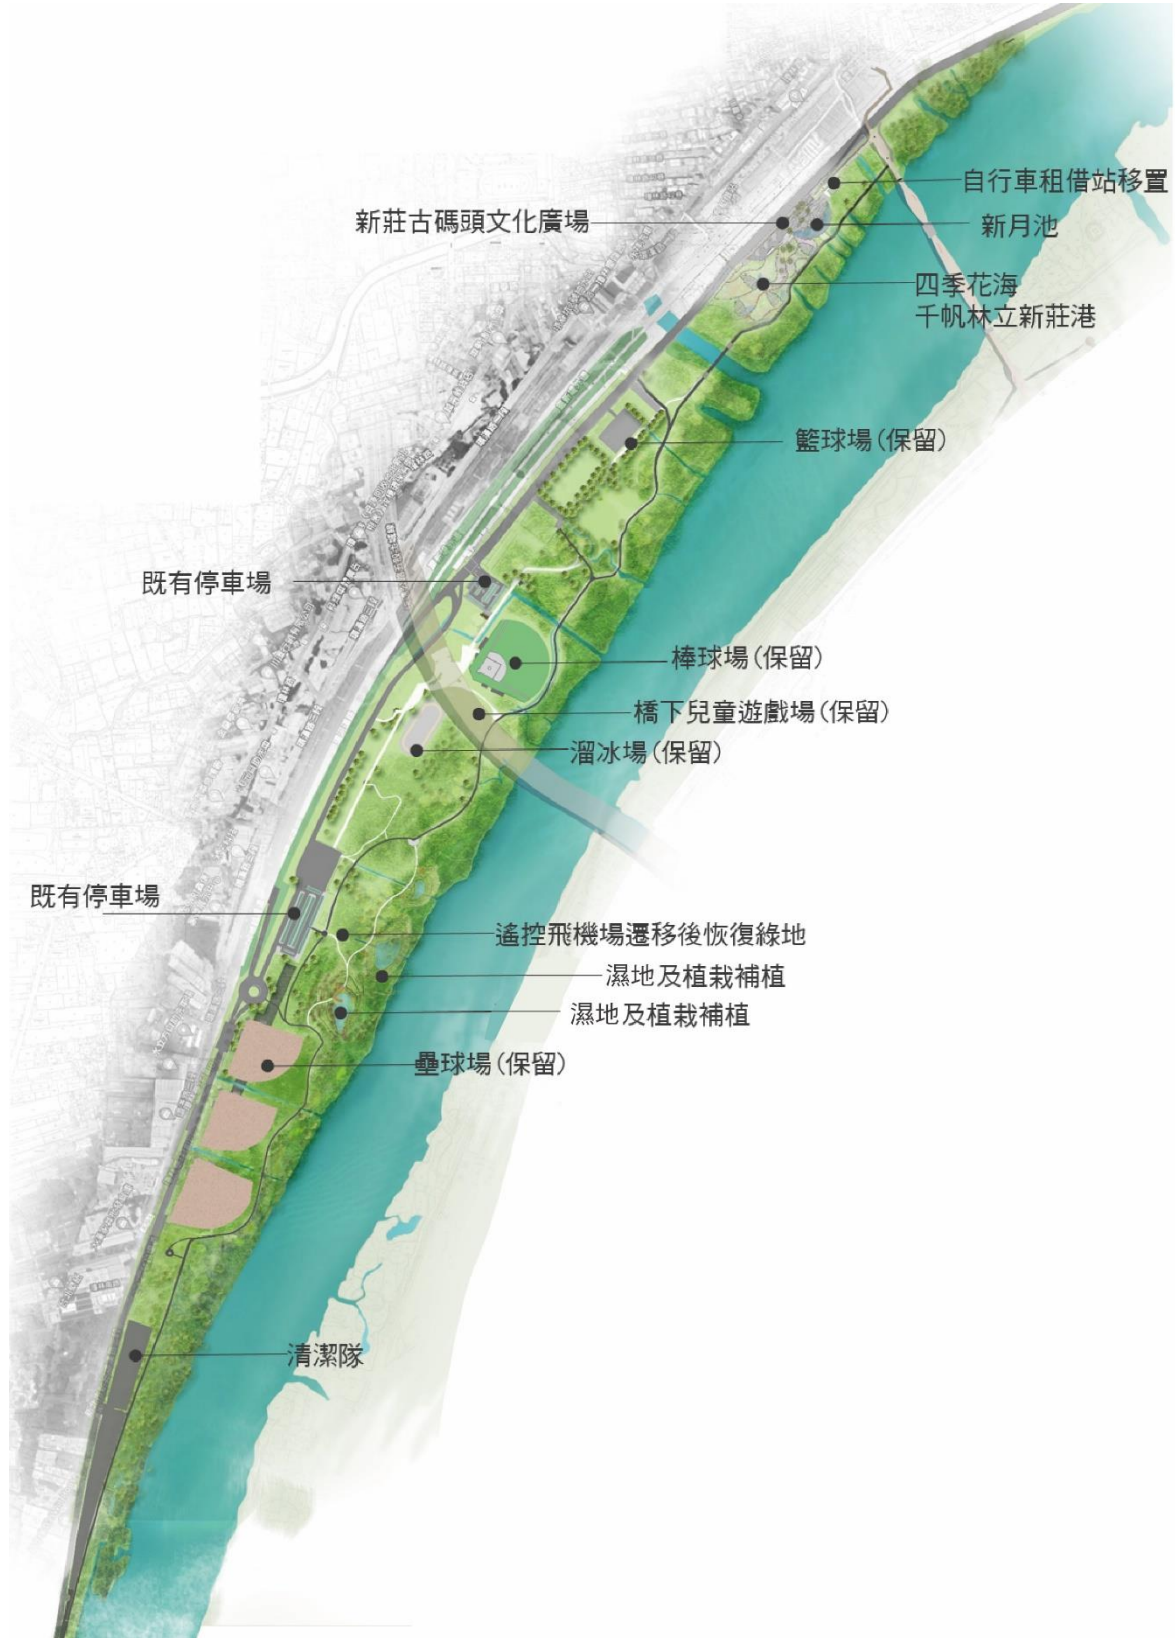 自行車租借站移置
新莊古碼頭文化廣場
新月池
四季花海
千帆林立新莊港
籃球場(保留)
既有停車場
棒球場(保留)
橋下兒童遊戲場(保留)
溜冰場(保留)
既有停車場
遙控飛機場遷移後恢復綠地
濕地及植栽補植
濕地及植栽補植
壘球場(保留)
清潔隊